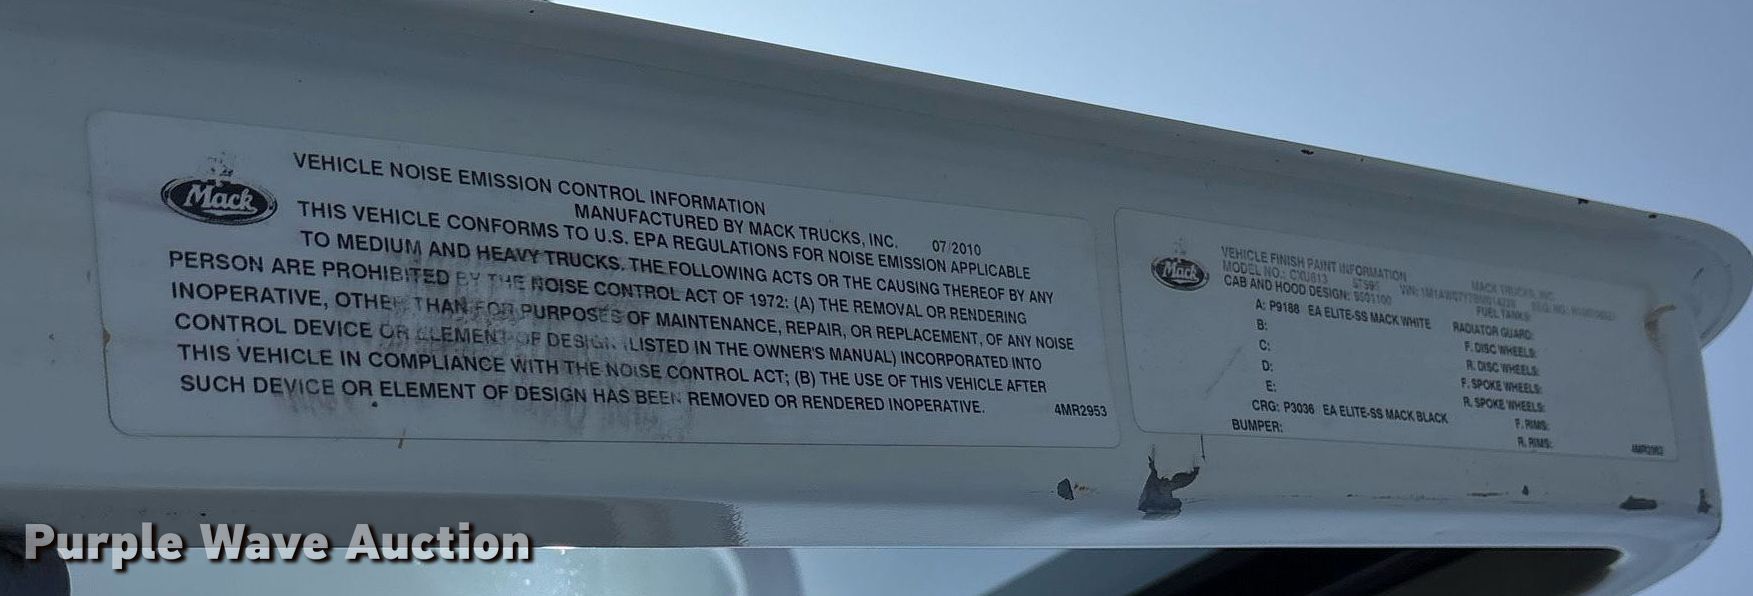 Mack
VEHICLE NOISE EMISSION CONTROL INFORMATION
MANUFACTURED BY MACK TRUCKS, INC. 07/2010
THIS VEHICLE CONFORMS TO U.S. EPA REGULATIONS FOR NOISE EMISSION APPLICABLE
TO MEDIUM AND HEAVY TRUCKS. THE FOLLOWING ACTS OR THE CAUSING THEREOF BY ANY
PERSON ARE PROHIBITED BY THE NOISE CONTROL ACT OF 1972: (A) THE REMOVAL OR RENDERING
INOPERATIVE, OTHER THAN FOR PURPOSES OF MAINTENANCE, REPAIR, OR REPLACEMENT, OF ANY NOISE
CONTROL DEVICE OR ELEMENT OF DESIGN (LISTED IN THE OWNER'S MANUAL) INCORPORATED INTO
THIS VEHICLE IN COMPLIANCE WITH THE NOISE CONTROL ACT; (B) THE USE OF THIS VEHICLE AFTER
SUCH DEVICE OR ELEMENT OF DESIGN HAS BEEN REMOVED OR RENDERED INOPERATIVE. 4MR2953
Mack
VEHICLE FINISH PAINT INFORMATION MACK TRUCKS, INC.
MODEL NO.: CXU613 VIN:
CAB AND HOOD DESIGN: FUEL TANKS:
A: P9188 EA ELITE-SS MACK WHITE RADIATOR GUARD:
B: F. DISC WHEELS:
C: R. DISC WHEELS:
D: F. SPOKE WHEELS:
E: R. SPOKE WHEELS:
CRG: P3036 EA ELITE-SS MACK BLACK F. RIMS:
BUMPER: R. RIMS:
Purple Wave Auction